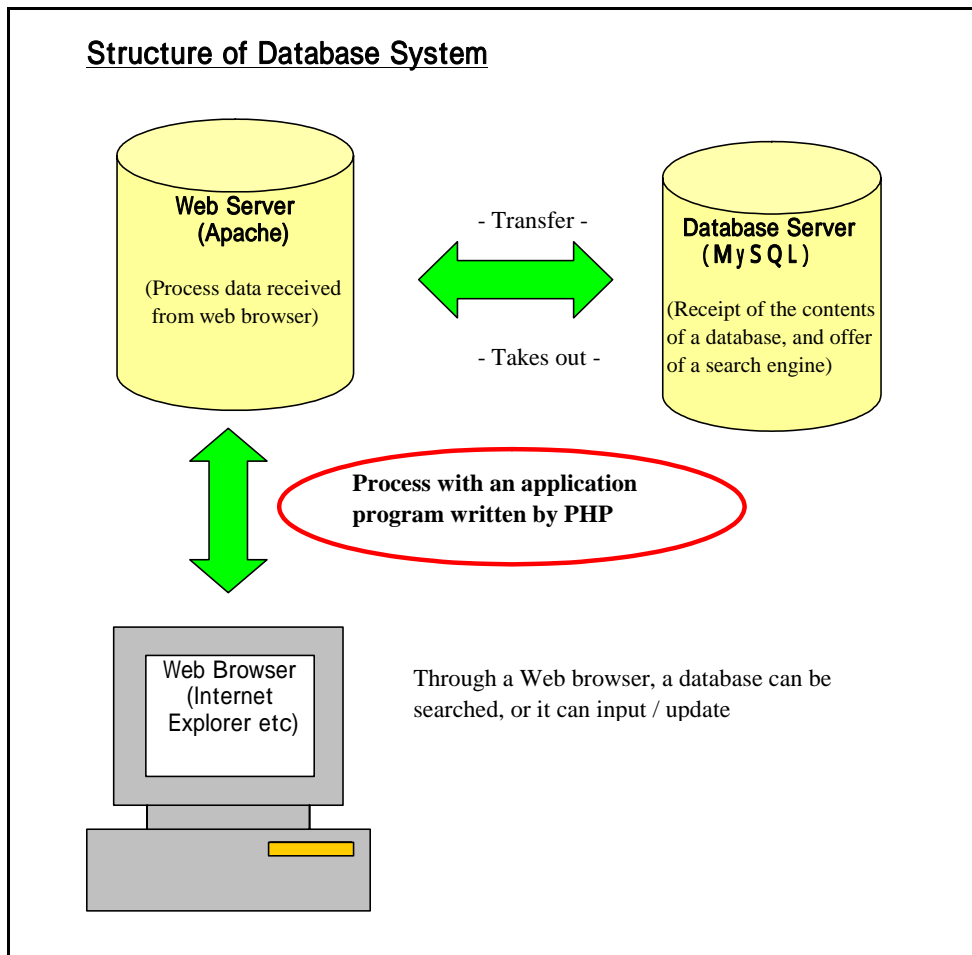 Structure of Database System
Web Server
(Apache)
(Process data received
from web browser)
- Transfer -
- Takes out -
Database Server
(MySQL)
(Receipt of the contents
of a database, and offer
of a search engine)
Process with an application
program written by PHP
Web Browser
(Internet
Explorer etc)
Through a Web browser, a database can be
searched, or it can input / update